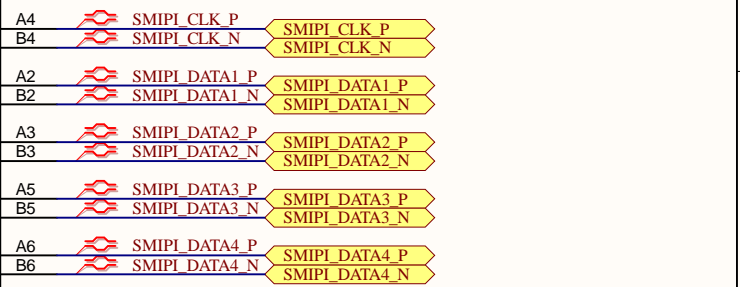 A4 SMIPI_CLK_P SMIPI_CLK_P
B4 SMIPI_CLK_N SMIPI_CLK_N
A2 SMIPI_DATA1_P SMIPI_DATA1_P
B2 SMIPI_DATA1_N SMIPI_DATA1_N
A3 SMIPI_DATA2_P SMIPI_DATA2_P
B3 SMIPI_DATA2_N SMIPI_DATA2_N
A5 SMIPI_DATA3_P SMIPI_DATA3_P
B5 SMIPI_DATA3_N SMIPI_DATA3_N
A6 SMIPI_DATA4_P SMIPI_DATA4_P
B6 SMIPI_DATA4_N SMIPI_DATA4_N